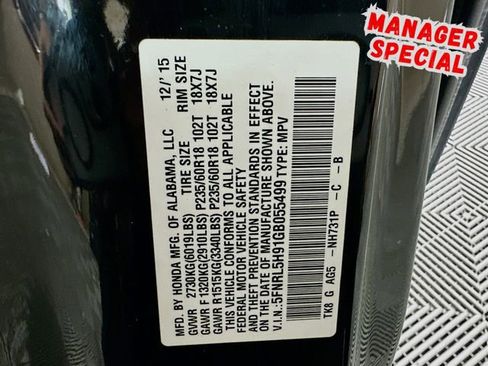 MANAGER
SPECIAL
MFD. BY HONDA MFG. OF ALABAMA, LLC 12/' 15
TIRE SIZE RIM SIZE
GVWR 2730KG(6019LBS)
GAWR F 1320KG(2910LBS) P235/60R18 102T 18X7J
GAWR R1515KG(3340LBS) P235/60R18 102T 18X7J
THIS VEHICLE CONFORMS TO ALL APPLICABLE
FEDERAL MOTOR VEHICLE SAFETY
AND THEFT PREVENTION STANDARDS IN EFFECT
ON THE DATE OF MANUFACTURE SHOWN ABOVE.
V.I.N.:5FNRL5H91GB055499 TYPE: MPV
TK8 G AG5 -NH731P -C -B